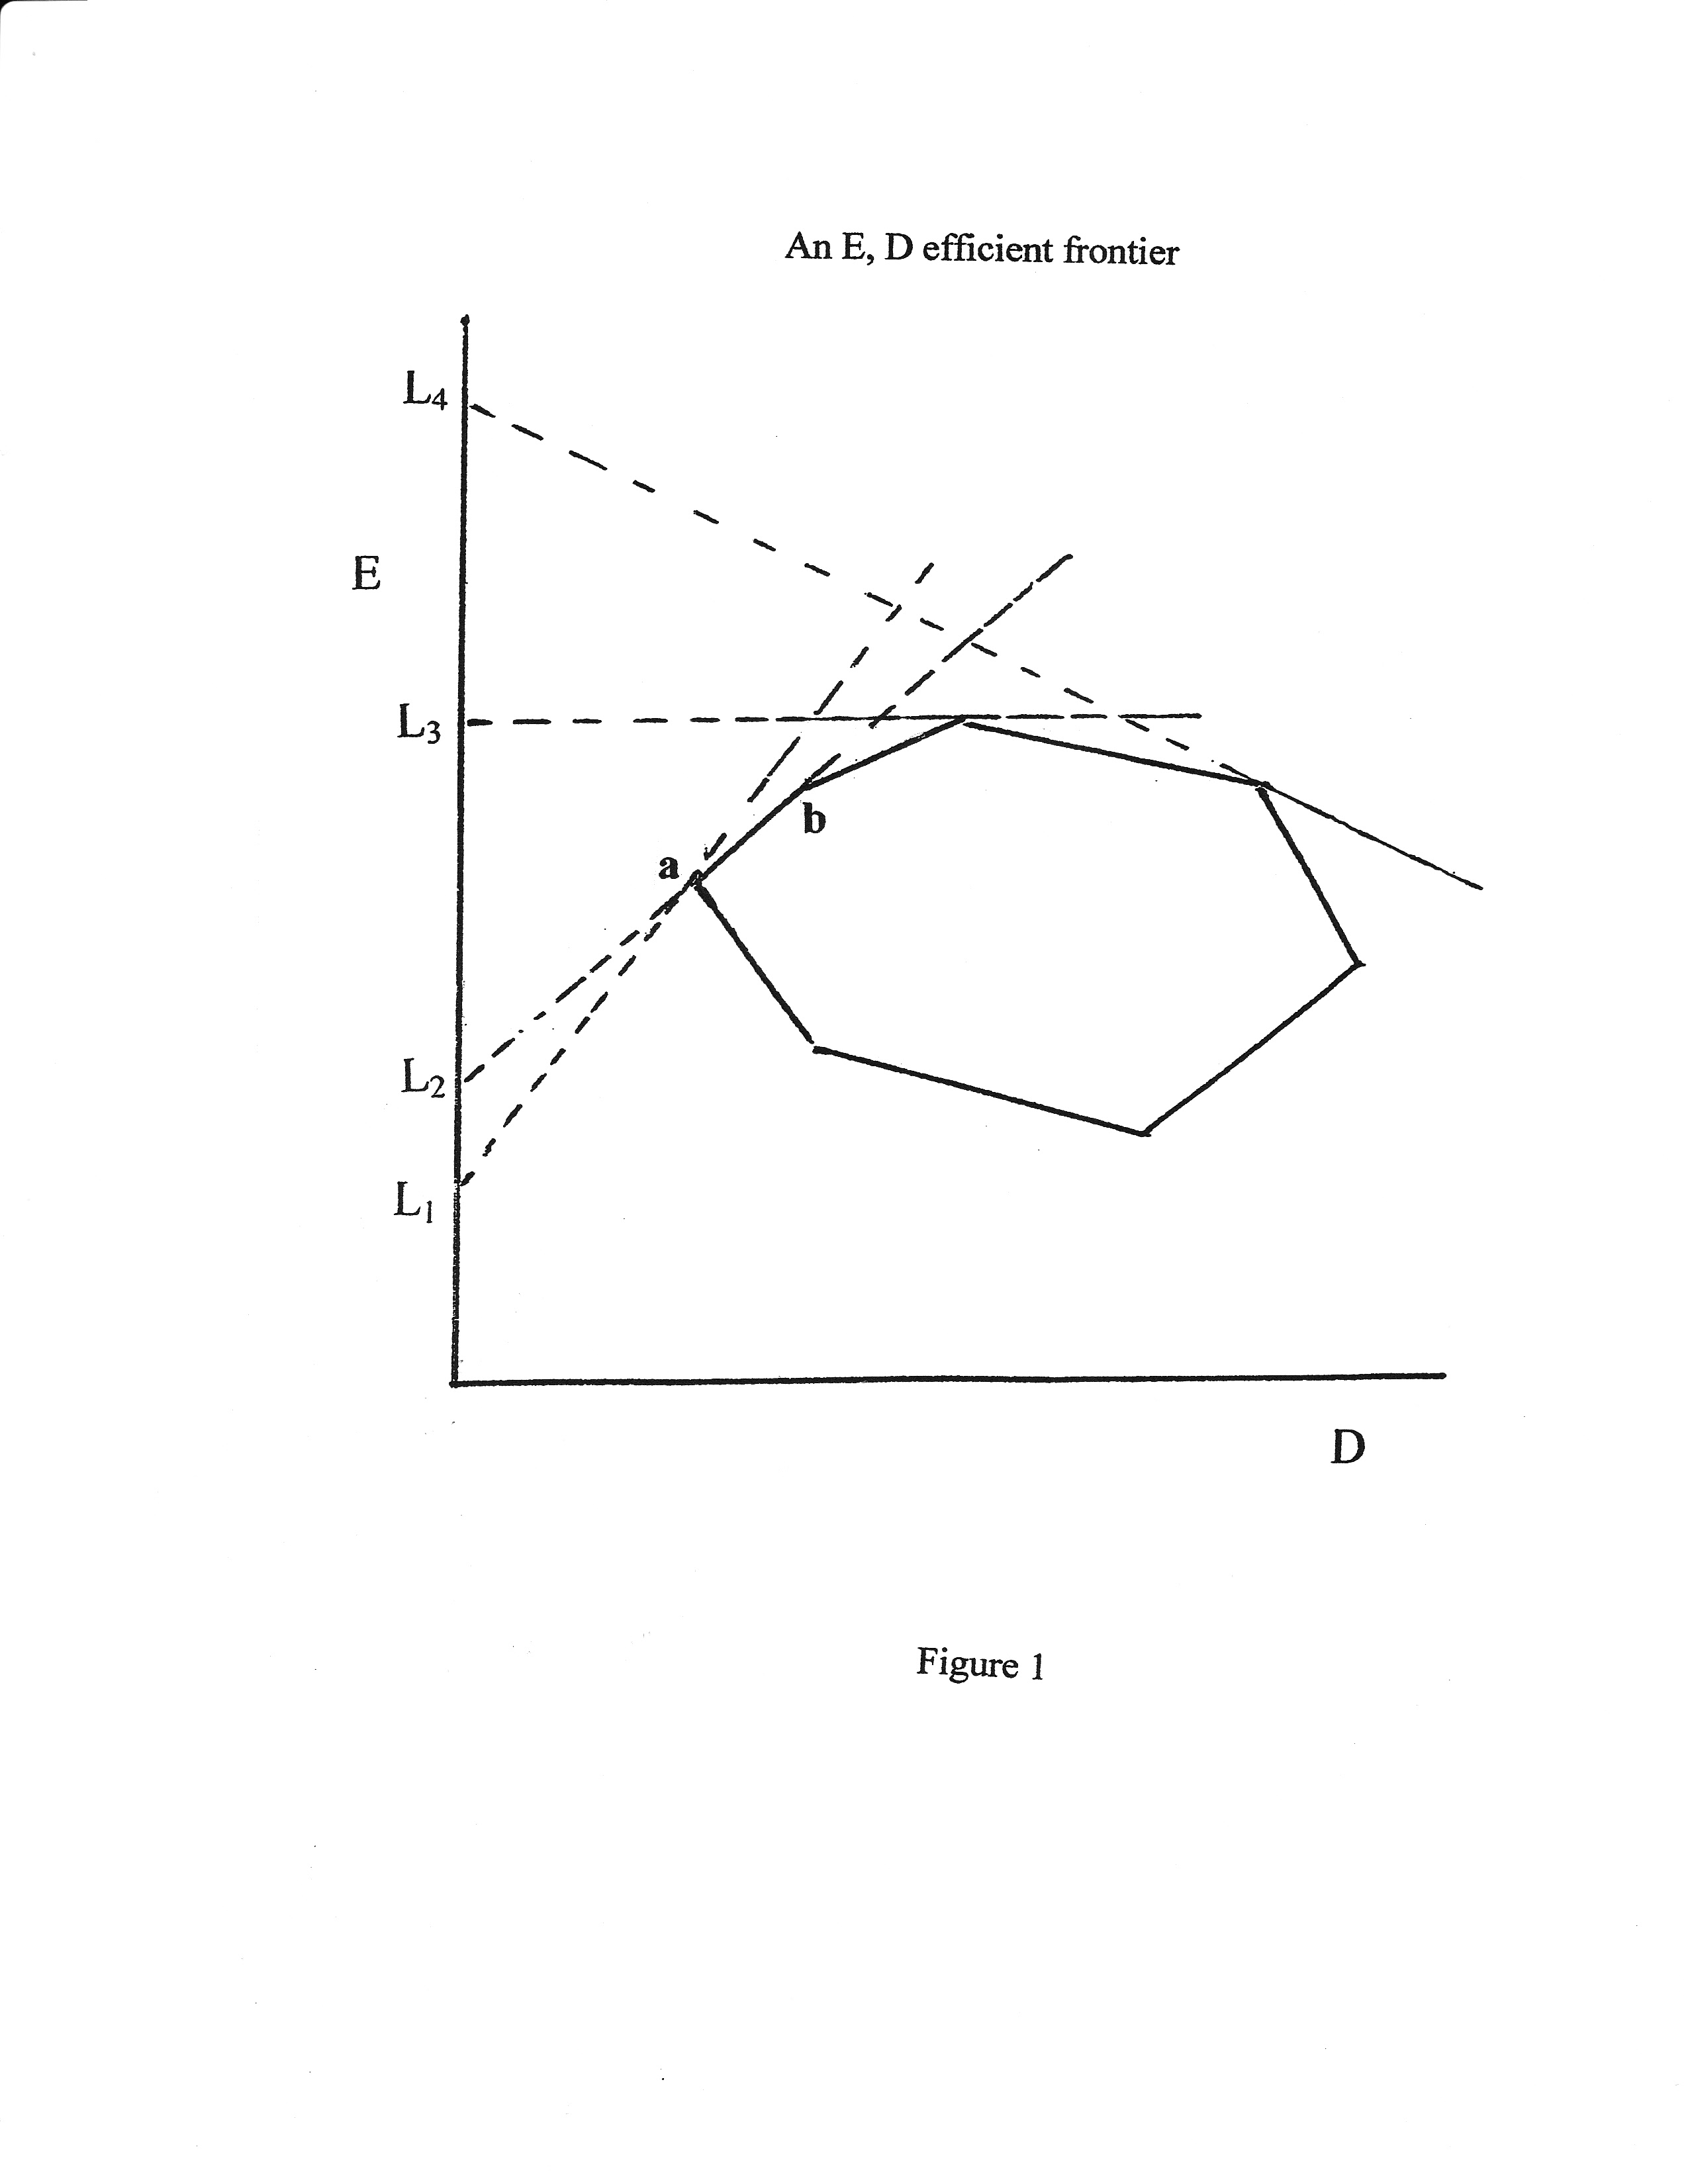 An E, D efficient frontier
L4
E
L3
b
a
L2
L1
D
Figure 1